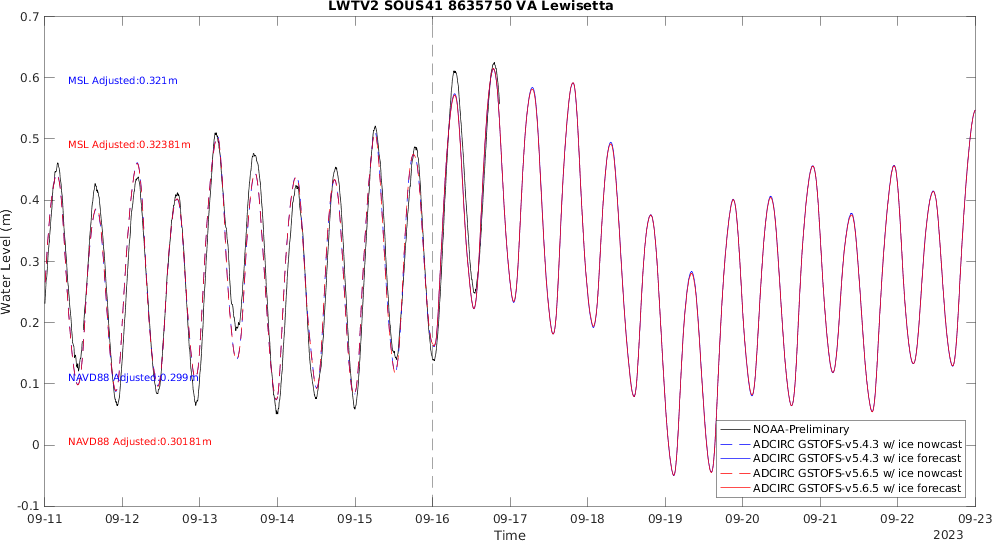 LWTV2 SOUS41 8635750 VA Lewisetta
0.7
0.6
0.5
0.4
0.3
0.2
0.1
0
-0.1
Water Level (m)
MSL Adjusted:0.321m
MSL Adjusted:0.32381m
NAVD88 Adjusted:0.299m
NAVD88 Adjusted:0.30181m
NOAA-Preliminary
ADCIRC GSTOFS-v5.4.3 w/ ice nowcast
ADCIRC GSTOFS-v5.4.3 w/ ice forecast
ADCIRC GSTOFS-v5.6.5 w/ ice nowcast
ADCIRC GSTOFS-v5.6.5 w/ ice forecast
09-11 09-12 09-13 09-14 09-15 09-16 09-17 09-18 09-19 09-20 09-21 09-22 09-23
Time
2023